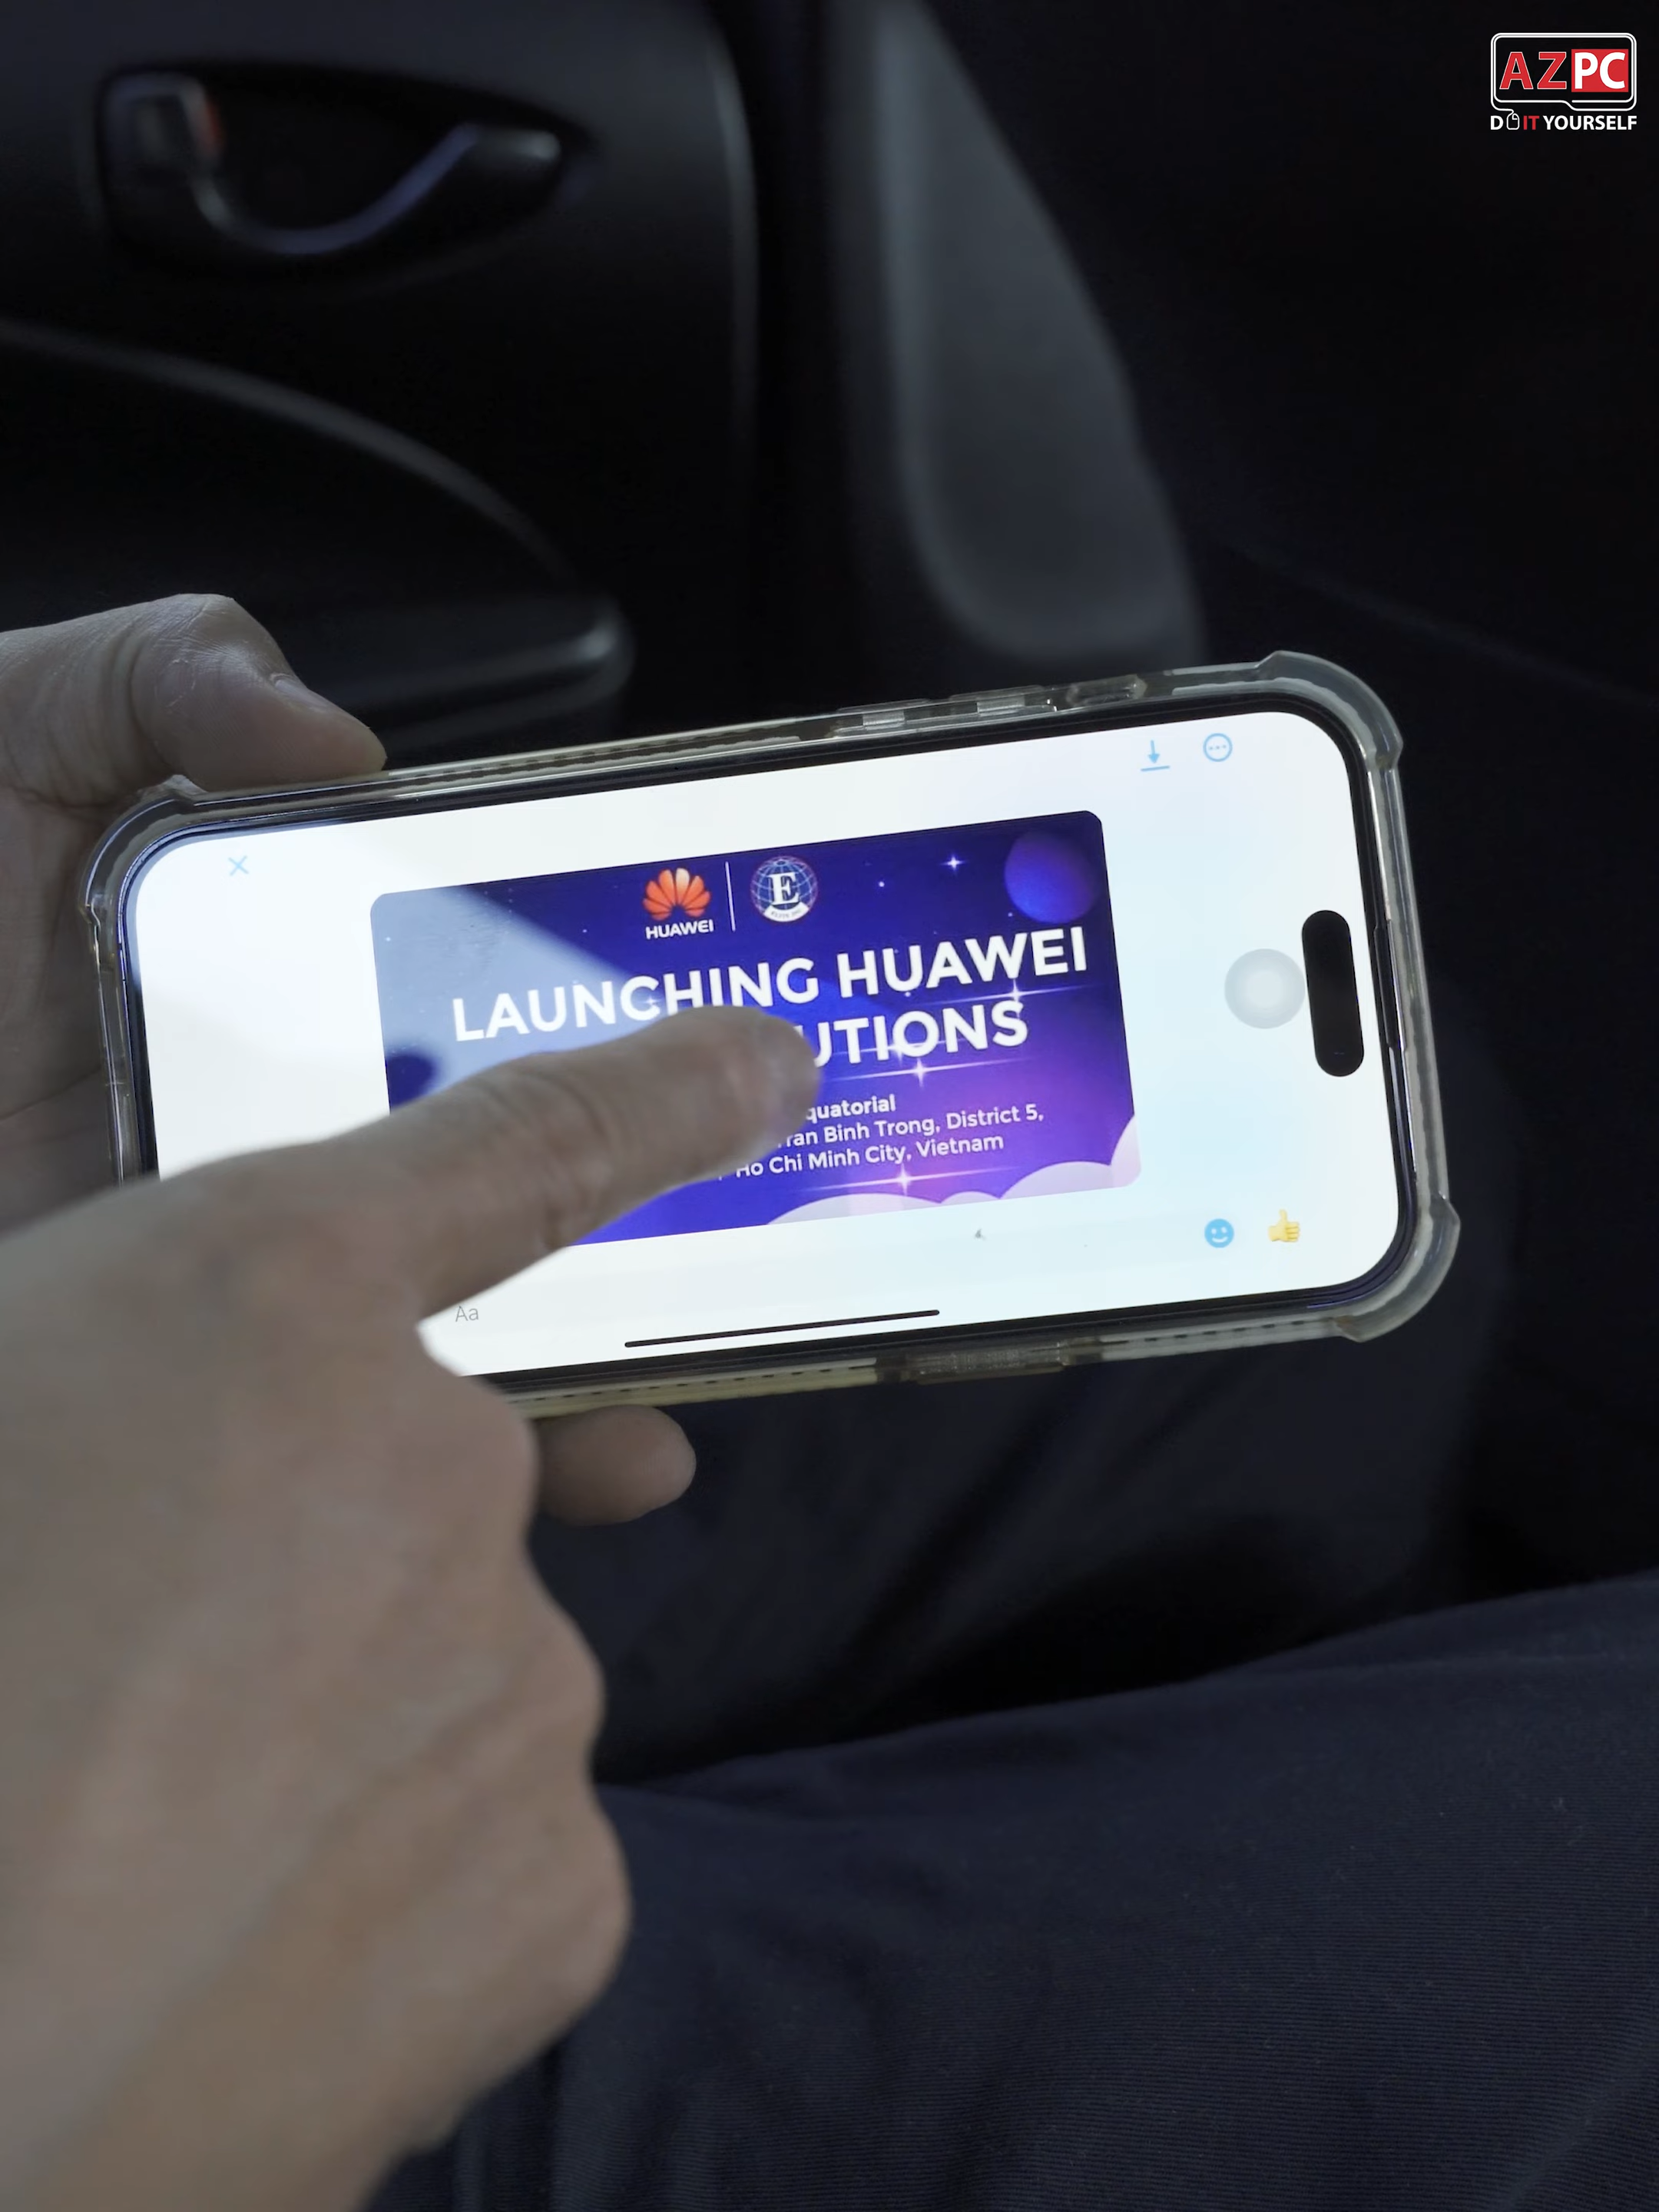 AZPC
DO IT YOURSELF
HUAWEI
E
LAUNCHING HUAWEI
UTIONS
quatorial
ran Binh Trong, District 5,
Ho Chi Minh City, Vietnam
Aa